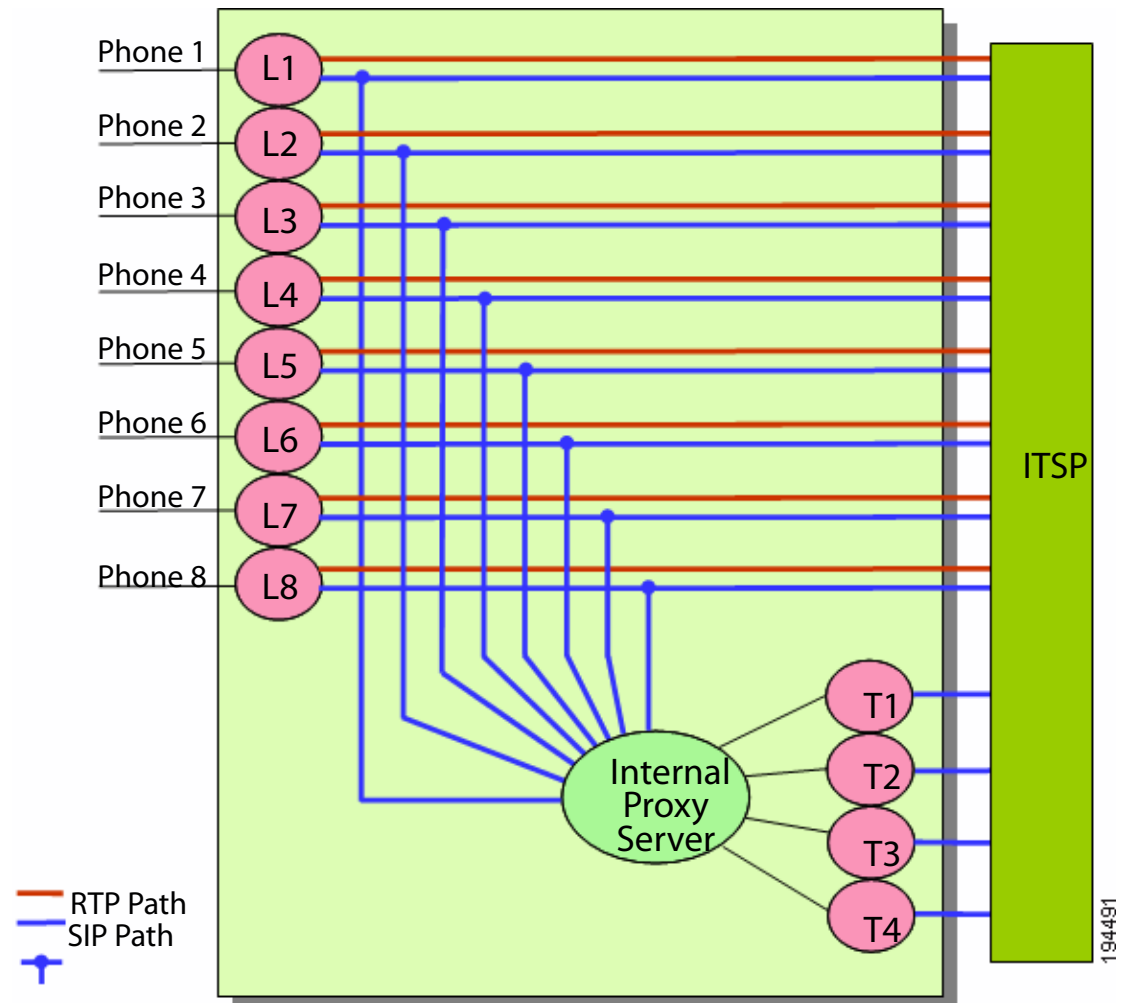 Phone 1
L1
Phone 2
L2
Phone 3
L3
Phone 4
L4
Phone 5
L5
Phone 6
L6
ITSP
Phone 7
L7
Phone 8
L8
T1
Internal
Proxy
Server
T2
T3
T4
RTP Path
SIP Path
194491